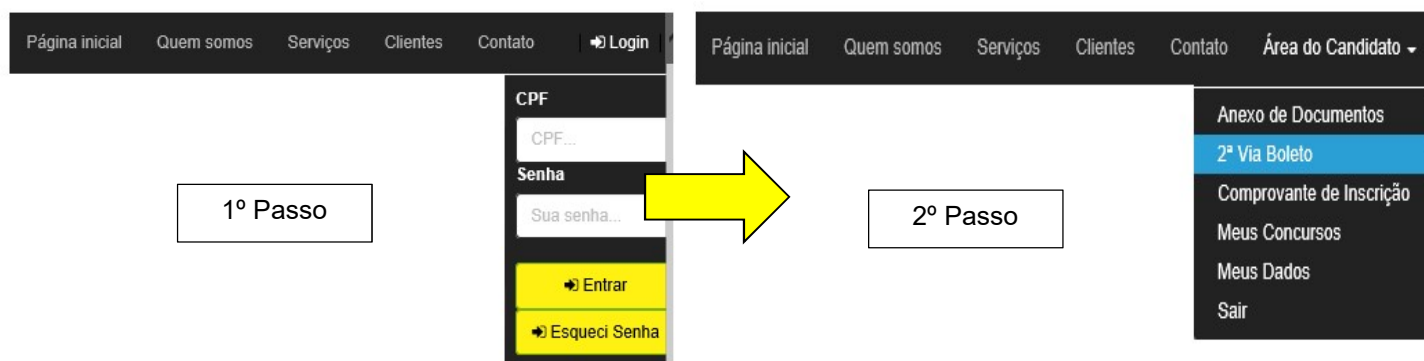 Página inicial Quem somos Serviços Clientes Contato Login
CPF
CPF...
Senha
Sua senha...
Entrar
Esqueci Senha
1º Passo
Página inicial Quem somos Serviços Clientes Contato Área do Candidato
Anexo de Documentos
2ª Via Boleto
Comprovante de Inscrição
Meus Concursos
Meus Dados
Sair
2º Passo